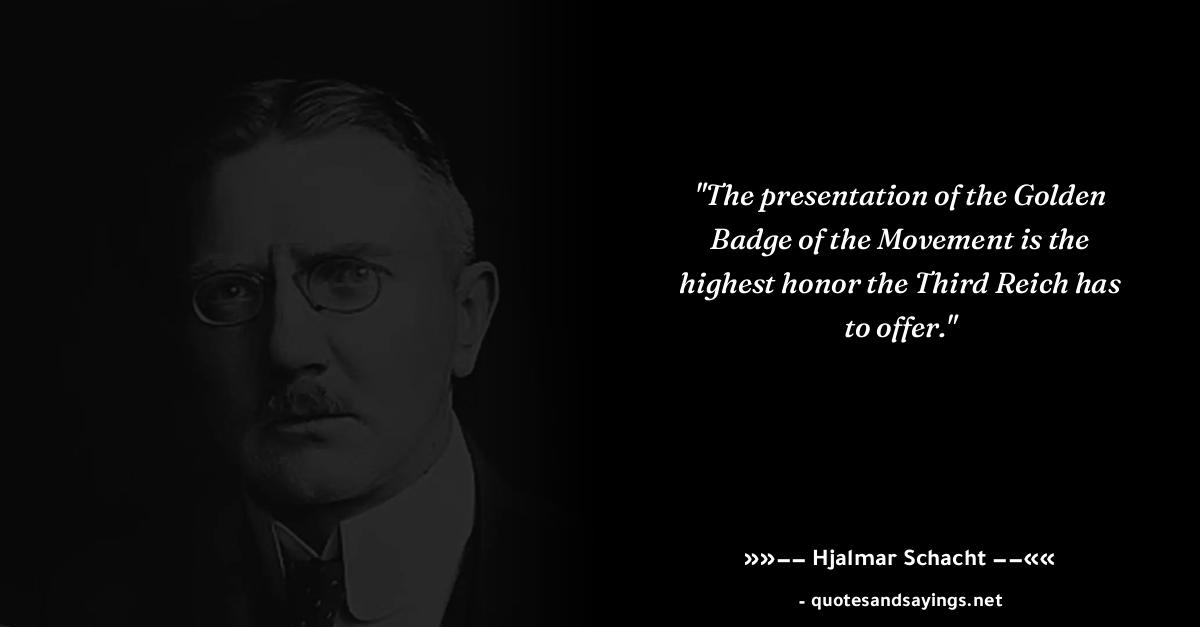 "The presentation of the Golden
Badge of the Movement is the
highest honor the Third Reich has
to offer."
»»–– Hjalmar Schacht ––««
- quotesandsayings.net